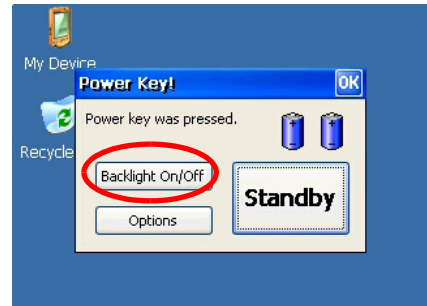 My Device
Power Key!
OK
Power key was pressed.
Recycle
Backlight On/Off
Standby
Options